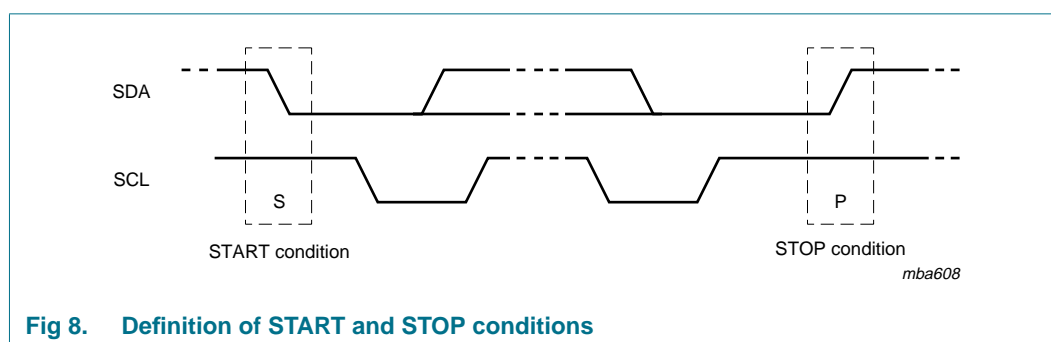 SDA
SCL
S
P
START condition
STOP condition
mba608
Fig 8. Definition of START and STOP conditions